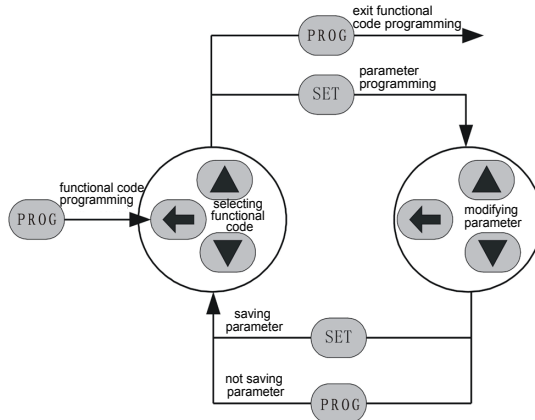 PROG
exit functional
code programming
SET
parameter
programming
functional code
programming
PROG
selecting
functional
code
modifying
parameter
saving
parameter
SET
not saving
parameter
PROG